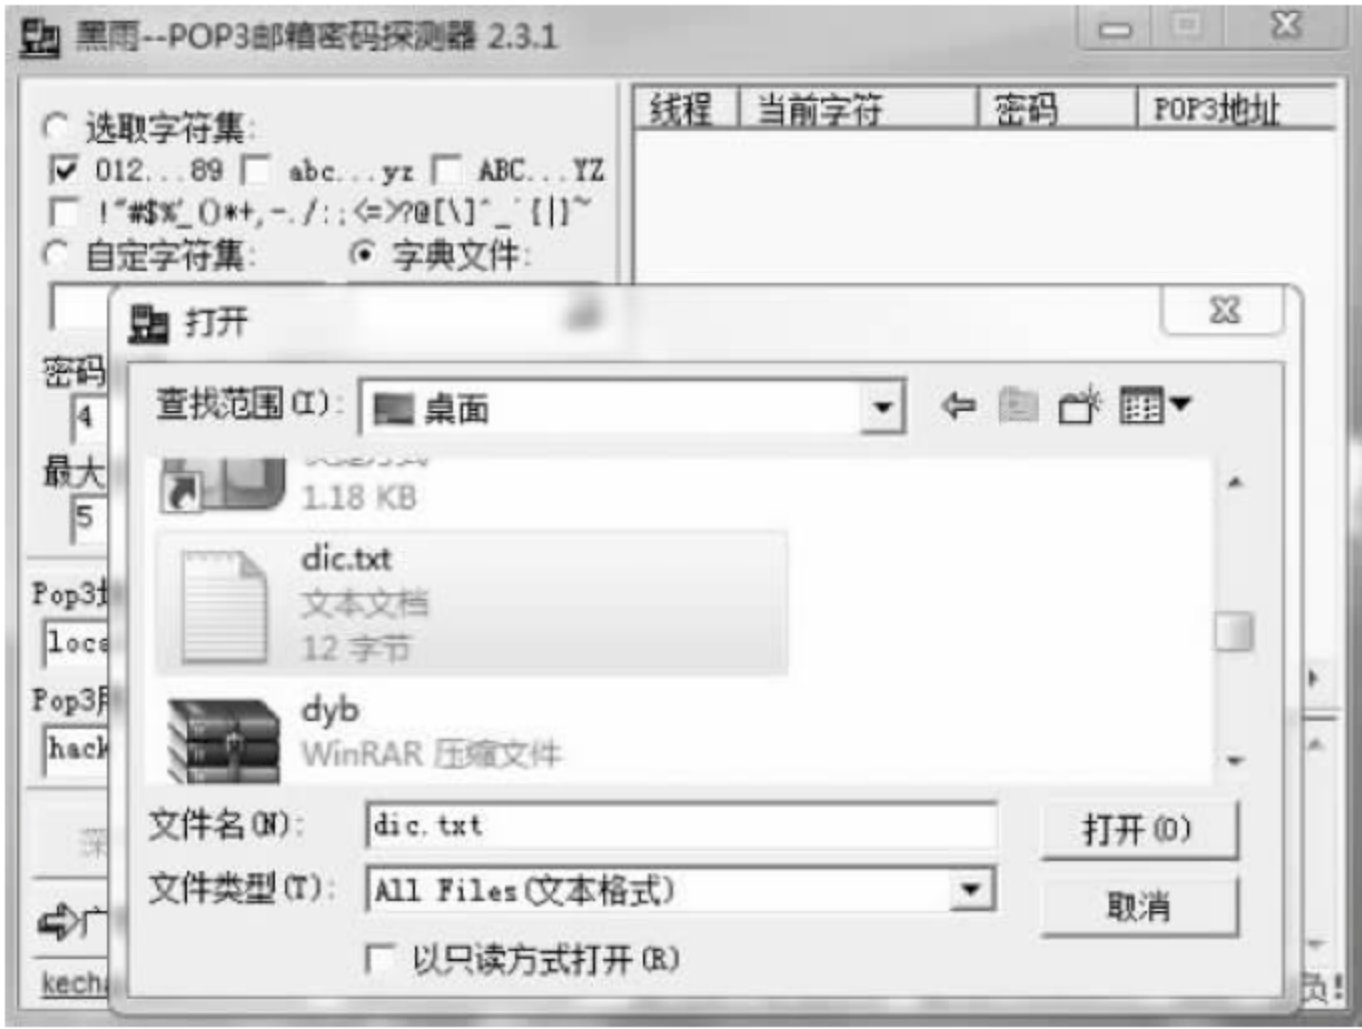 黑雨--POP3邮箱密码探测器 2.3.1
选取字符集:
012...89 abc...yz ABC...YZ
!"#$%'_()*+,-./:;<=>?@[\]^_`{|}~
自定字符集: 字典文件:
线程 当前字符 密码 POP3地址
密码
4
最大
5
Pop3
loca
Pop3
hack
广
kecha
负!
打开
查找范围(I): 桌面
1.18 KB
dic.txt
文本文档
12 字节
dyb
WinRAR 压缩文件
文件名(N): dic.txt 打开(O)
文件类型(T): All Files(文本格式) 取消
以只读方式打开(R)